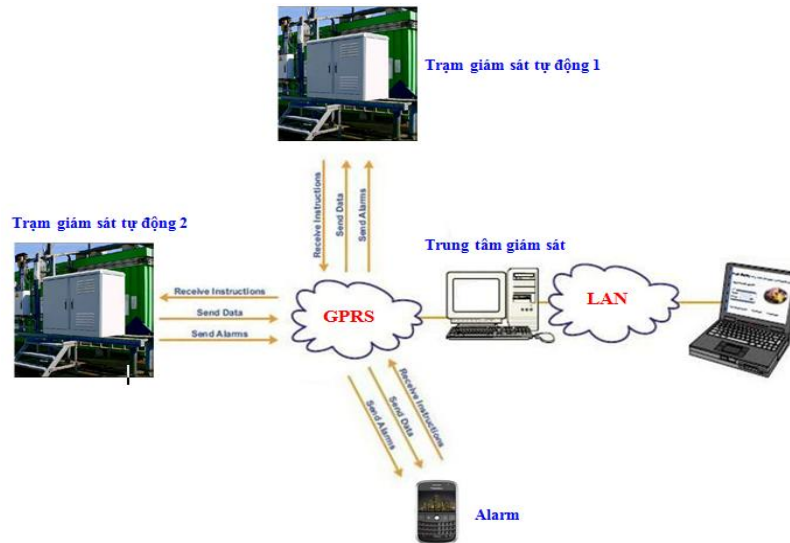 Trạm giám sát tự động 1
Receive Instructions
Send Data
Send Alarms
Trạm giám sát tự động 2
Trung tâm giám sát
Receive Instructions
Send Data
Send Alarms
GPRS
LAN
Send Alarms
Send Data
Receive Instructions
Alarm